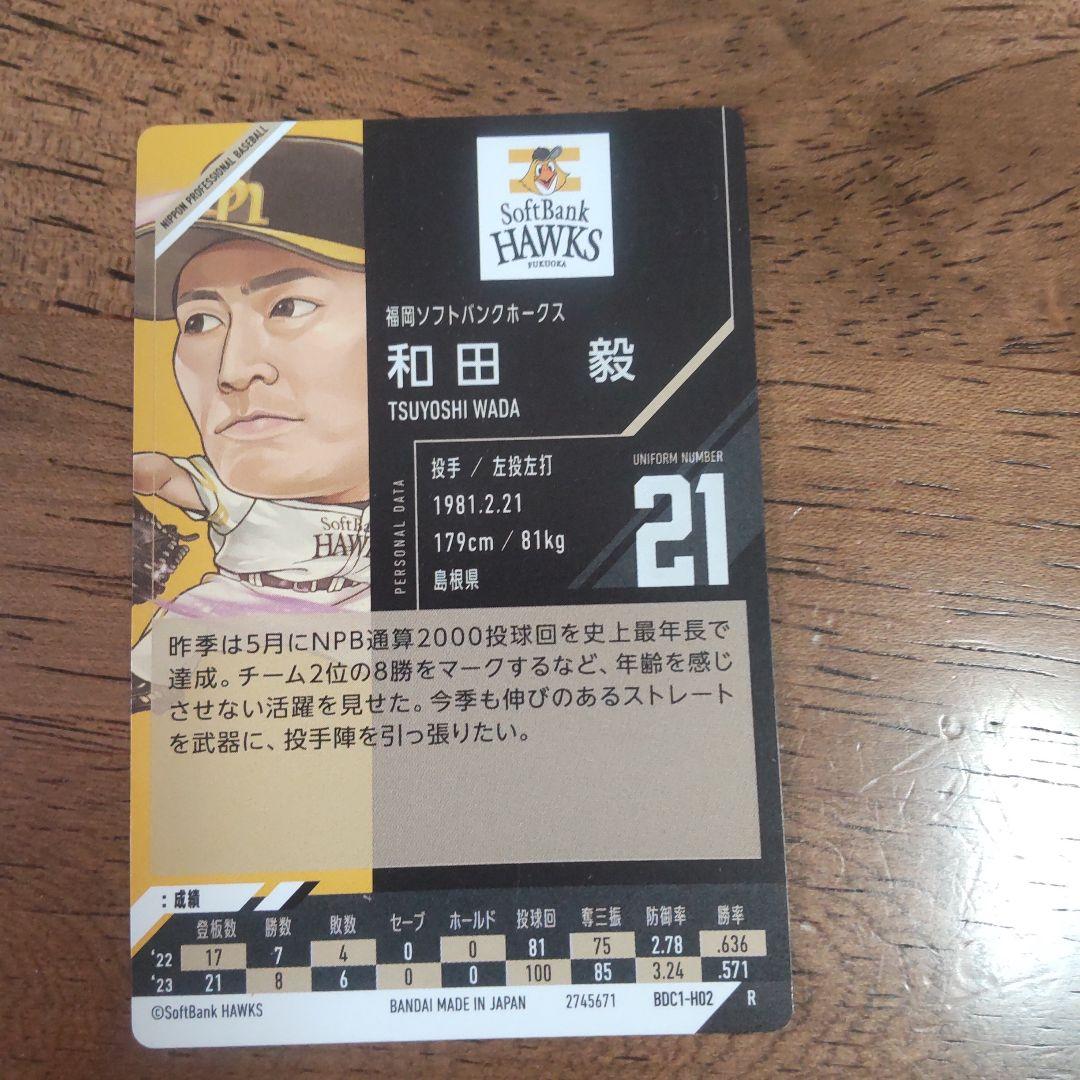 NIPPON PROFESSIONAL BASEBALL
SoftBank
HAWKS
FUKUOKA
福岡ソフトバンクホークス
和田 毅
TSUYOSHI WADA
PERSONAL DATA
投手 / 左投左打
1981.2.21
179cm / 81kg
島根県
UNIFORM NUMBER
21
昨季は5月にNPB通算2000投球回を史上最年長で
達成。チーム2位の8勝をマークするなど、年齢を感じ
させない活躍を見せた。今季も伸びのあるストレート
を武器に、投手陣を引っ張りたい。
:成績
登板数 勝数 敗数 セーブ ホールド 投球回 奪三振 防御率 勝率
'22 17 7 4 0 0 81 75 2.78 .636
'23 21 8 6 0 0 100 85 3.24 .571
©SoftBank HAWKS BANDAI MADE IN JAPAN 2745671 BDC1-H02 R